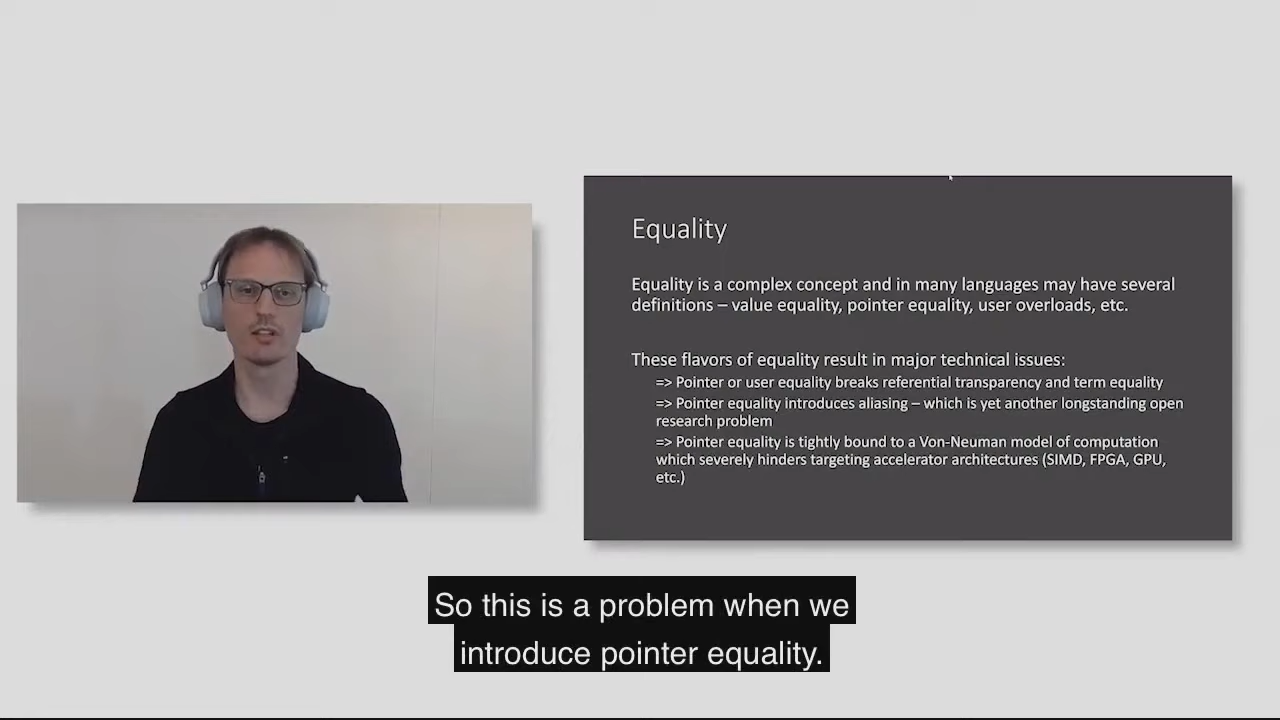 Equality
Equality is a complex concept and in many languages may have several
definitions – value equality, pointer equality, user overloads, etc.
These flavors of equality result in major technical issues:
=> Pointer or user equality breaks referential transparency and term equality
=> Pointer equality introduces aliasing – which is yet another longstanding open
research problem
=> Pointer equality is tightly bound to a Von-Neuman model of computation
which severely hinders targeting accelerator architectures (SIMD, FPGA, GPU,
etc.)
So this is a problem when we
introduce pointer equality.